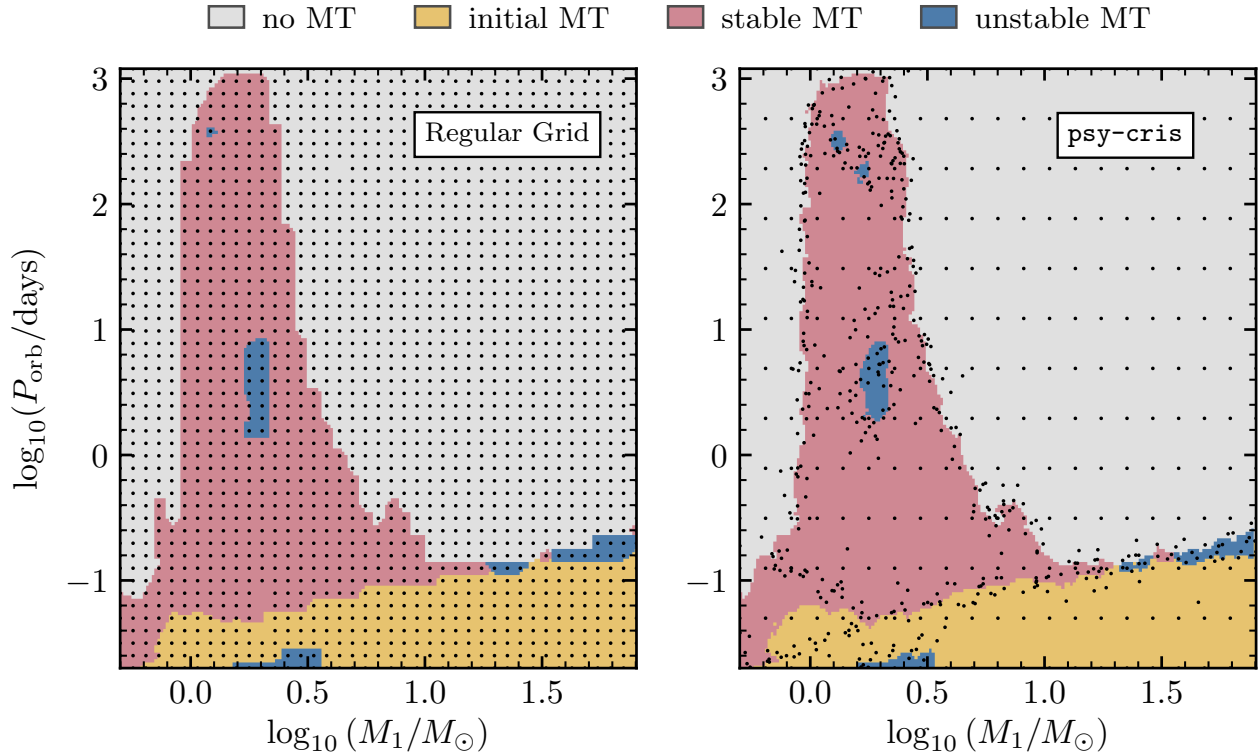 no MT initial MT stable MT unstable MT
Regular Grid
psy-cris
log₁₀(P_orb/days)
3
2
1
0
−1
0.0 0.5 1.0 1.5
log₁₀ (M₁/M⊙)
3
2
1
0
−1
0.0 0.5 1.0 1.5
log₁₀ (M₁/M⊙)